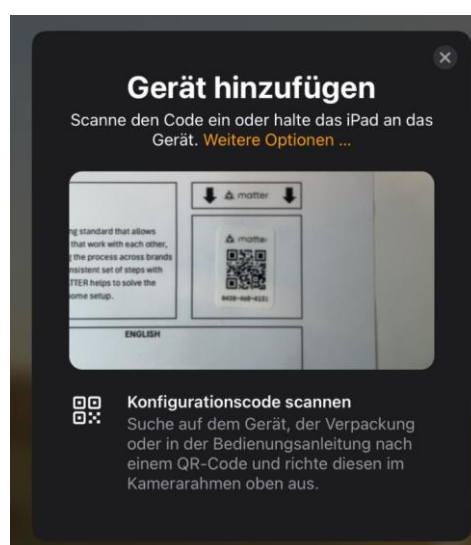 Gerät hinzufügen
Scanne den Code ein oder halte das iPad an das
Gerät. Weitere Optionen ...
matter
ng standard that allows
that work with each other,
the process across brands
nsistent set of steps with
TTER helps to solve the
ome setup.
matter
ENGLISH
Konfigurationscode scannen
Suche auf dem Gerät, der Verpackung
oder in der Bedienungsanleitung nach
einem QR-Code und richte diesen im
Kamerarahmen oben aus.